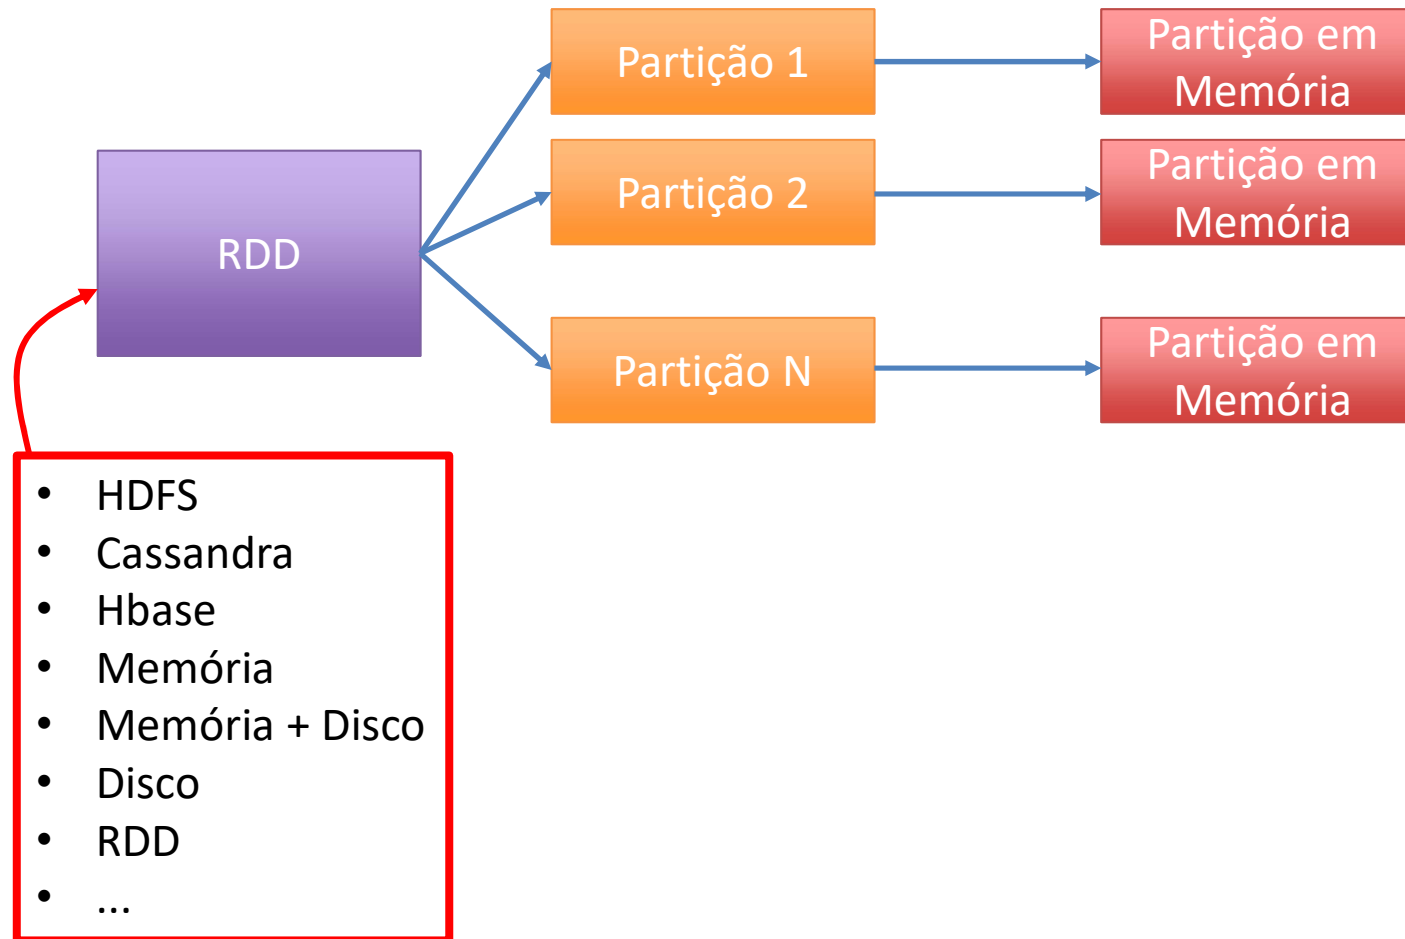 Partição 1
Partição em
Memória
RDD
Partição 2
Partição em
Memória
Partição N
Partição em
Memória
• HDFS
• Cassandra
• Hbase
• Memória
• Memória + Disco
• Disco
• RDD
• ...